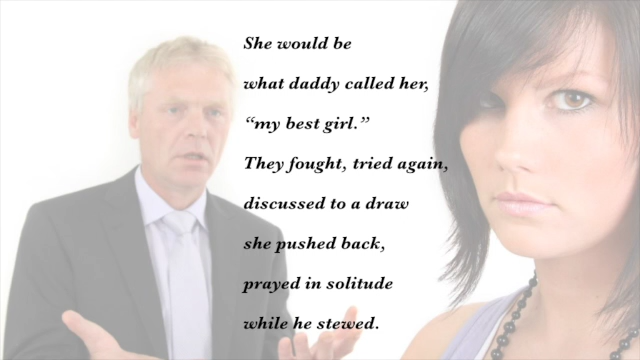 She would be
what daddy called her,
“my best girl.”
They fought, tried again,
discussed to a draw
she pushed back,
prayed in solitude
while he stewed.